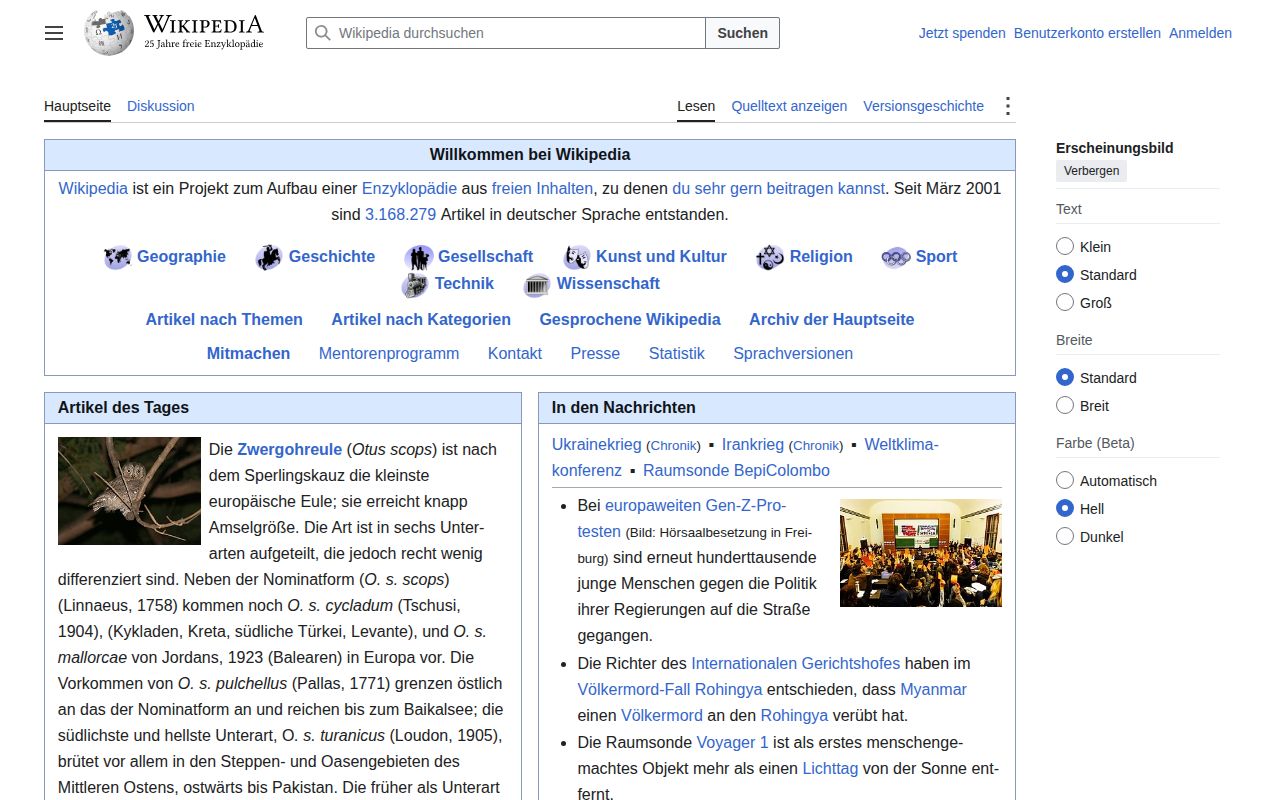 WIKIPEDIA
25 Jahre freie Enzyklopädie
Wikipedia durchsuchen
Suchen
Jetzt spenden Benutzerkonto erstellen Anmelden
Hauptseite Diskussion
Lesen Quelltext anzeigen Versionsgeschichte
Willkommen bei Wikipedia
Wikipedia ist ein Projekt zum Aufbau einer Enzyklopädie aus freien Inhalten, zu denen du sehr gern beitragen kannst. Seit März 2001
sind 3.168.279 Artikel in deutscher Sprache entstanden.
Geographie Geschichte Gesellschaft Kunst und Kultur Religion Sport
Technik Wissenschaft
Artikel nach Themen Artikel nach Kategorien Gesprochene Wikipedia Archiv der Hauptseite
Mitmachen Mentorenprogramm Kontakt Presse Statistik Sprachversionen
Artikel des Tages
Die Zwergohreule (Otus scops) ist nach
dem Sperlingskauz die kleinste
europäische Eule; sie erreicht knapp
Amselgröße. Die Art ist in sechs Unter-
arten aufgeteilt, die jedoch recht wenig
differenziert sind. Neben der Nominatform (O. s. scops)
(Linnaeus, 1758) kommen noch O. s. cycladum (Tschusi,
1904), (Kykladen, Kreta, südliche Türkei, Levante), und O. s.
mallorcae von Jordans, 1923 (Balearen) in Europa vor. Die
Vorkommen von O. s. pulchellus (Pallas, 1771) grenzen östlich
an das der Nominatform an und reichen bis zum Baikalsee; die
südlichste und hellste Unterart, O. s. turanicus (Loudon, 1905),
brütet vor allem in den Steppen- und Oasengebieten des
Mittleren Ostens, ostwärts bis Pakistan. Die früher als Unterart
In den Nachrichten
Ukrainekrieg (Chronik) ▪ Irankrieg (Chronik) ▪ Weltklima-
konferenz ▪ Raumsonde BepiColombo
• Bei europaweiten Gen-Z-Pro-
testen (Bild: Hörsaalbesetzung in Frei-
burg) sind erneut hunderttausende
junge Menschen gegen die Politik
ihrer Regierungen auf die Straße
gegangen.
• Die Richter des Internationalen Gerichtshofes haben im
Völkermord-Fall Rohingya entschieden, dass Myanmar
einen Völkermord an den Rohingya verübt hat.
• Die Raumsonde Voyager 1 ist als erstes menschenge-
machtes Objekt mehr als einen Lichttag von der Sonne ent-
fernt.
Erscheinungsbild
Verbergen
Text
Klein
Standard
Groß
Breite
Standard
Breit
Farbe (Beta)
Automatisch
Hell
Dunkel